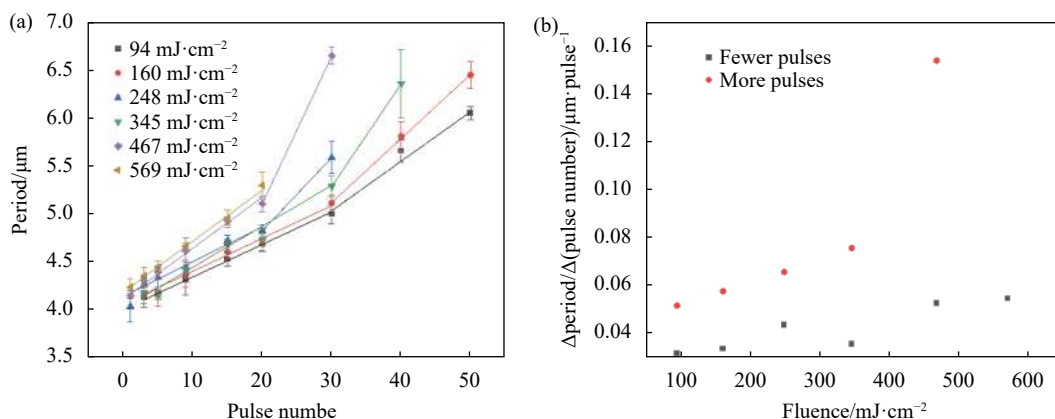 (a)
7.0
6.5
6.0
5.5
5.0
4.5
4.0
3.5
Period/μm
94 mJ·cm⁻²
160 mJ·cm⁻²
248 mJ·cm⁻²
345 mJ·cm⁻²
467 mJ·cm⁻²
569 mJ·cm⁻²
0 10 20 30 40 50
Pulse numbe
(b)
0.16
0.14
0.12
0.10
0.08
0.06
0.04
Δperiod/Δ(pulse number)/μm·pulse⁻¹
Fewer pulses
More pulses
100 200 300 400 500 600
Fluence/mJ·cm⁻²